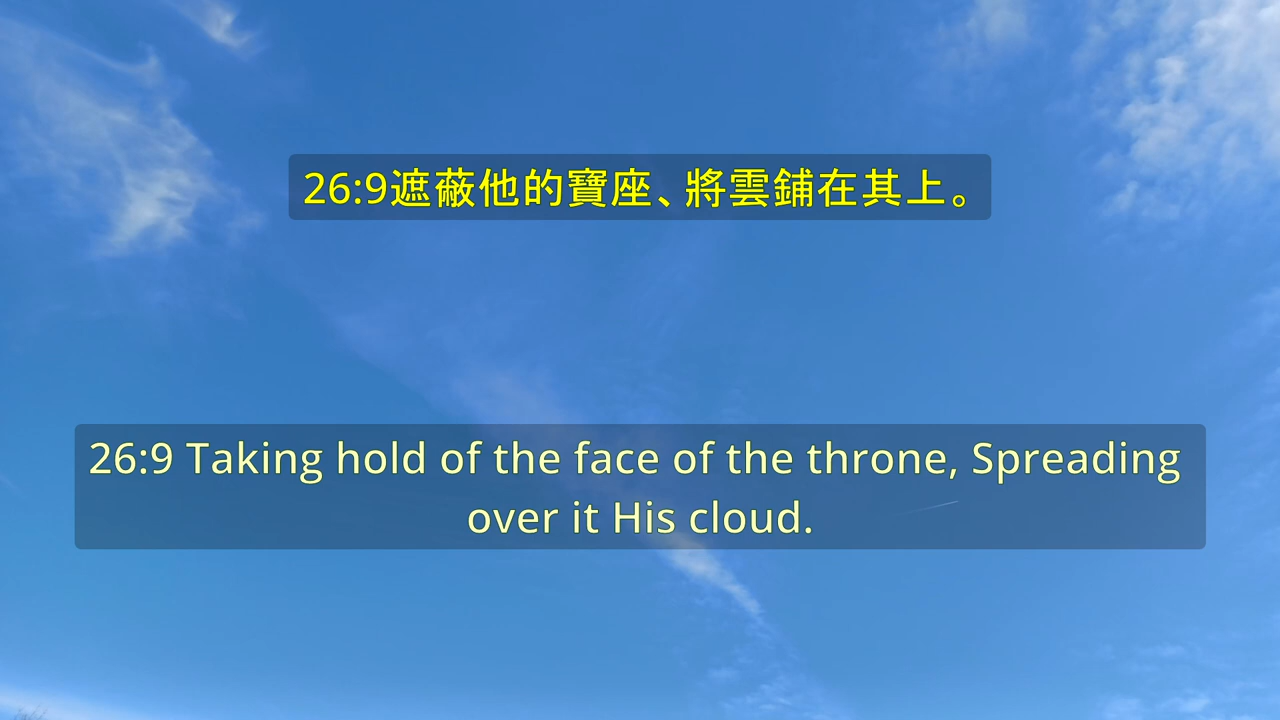 26:9遮蔽他的寶座、將雲鋪在其上。
26:9 Taking hold of the face of the throne, Spreading
over it His cloud.